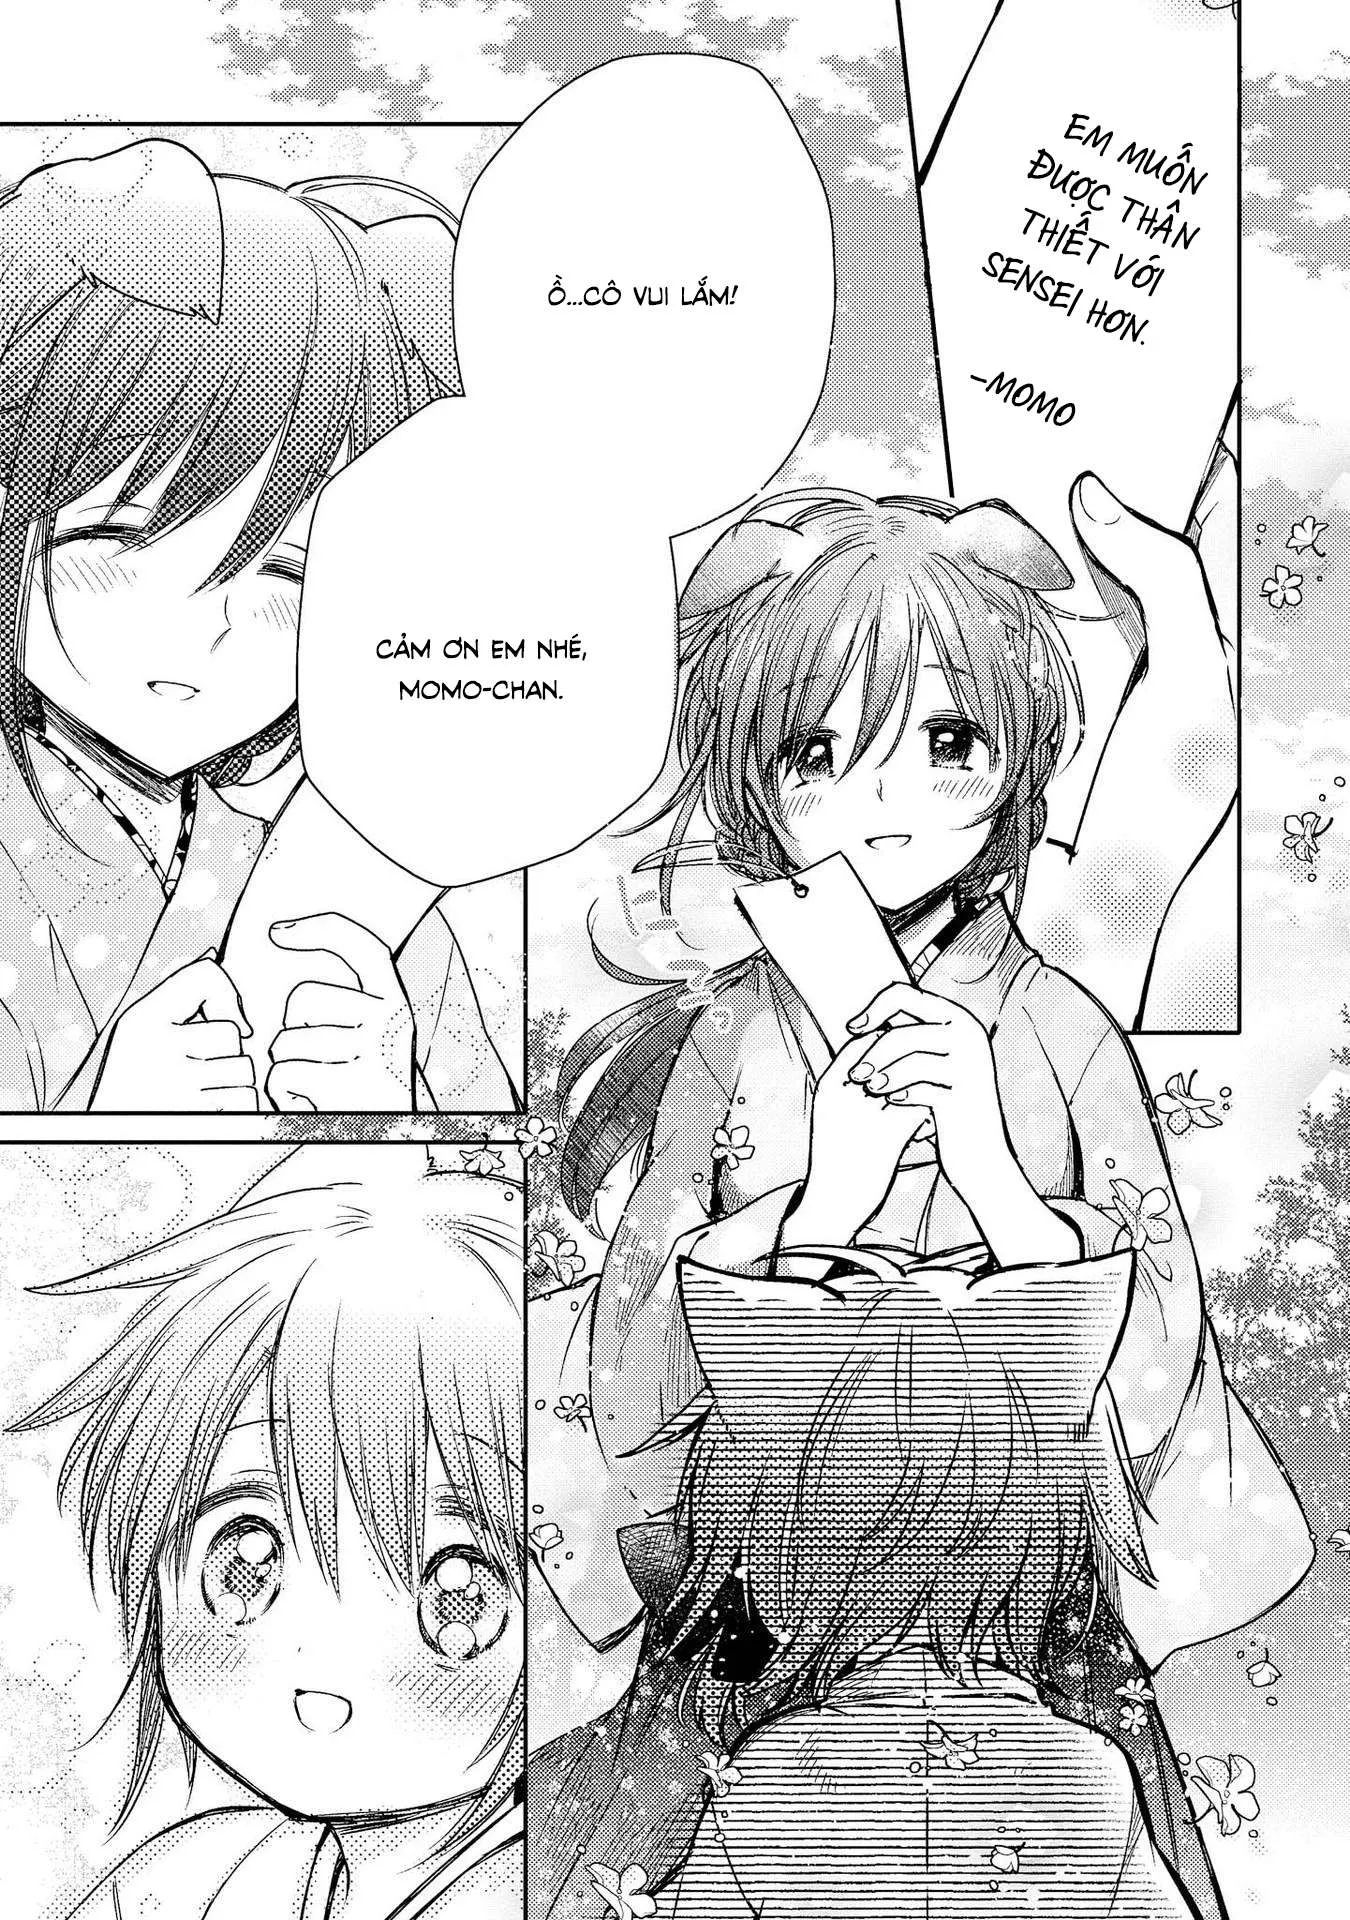 EM MUỐN
ĐƯỢC THÂN
THIẾT VỚI
SENSEI HƠN.
-MOMO
Ồ...CÔ VUI LẮM!
CẢM ƠN EM NHÉ,
MOMO-CHAN.